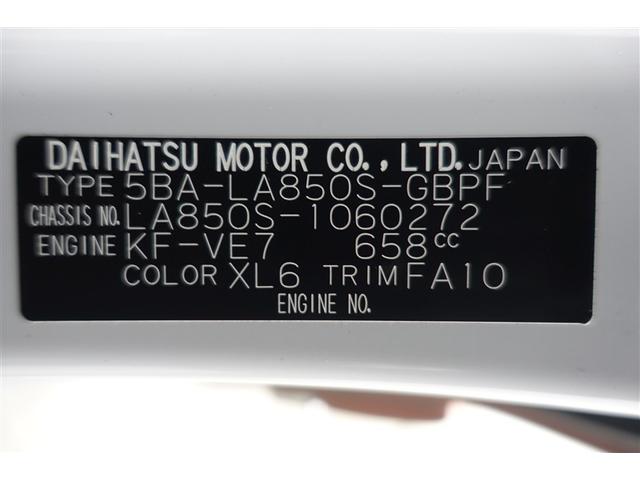 DAIHATSU MOTOR CO., LTD. JAPAN
TYPE 5BA-LA850S-GBPF
CHASSIS NO. LA850S-1060272
ENGINE KF-VE7 658cc
COLOR XL6 TRIM FA10
ENGINE NO.